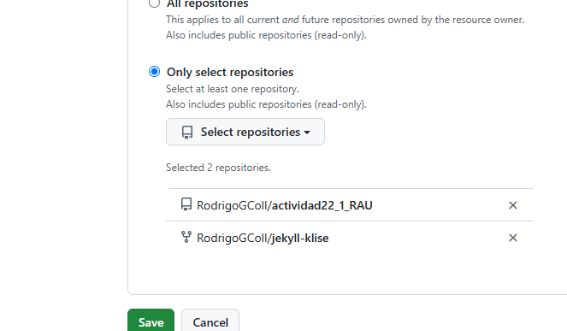 All repositories
This applies to all current and future repositories owned by the resource owner.
Also includes public repositories (read-only).
Only select repositories
Select at least one repository.
Also includes public repositories (read-only).
Select repositories
Selected 2 repositories.
RodrigoGColl/actividad22_1_RAU
RodrigoGColl/jekyll-klise
Save Cancel